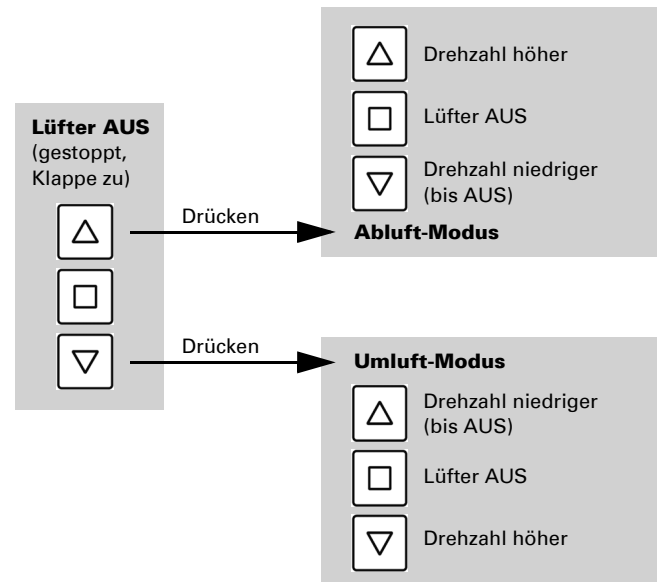 Lüfter AUS
(gestoppt,
Klappe zu)
Drücken
Drehzahl höher
Lüfter AUS
Drehzahl niedriger
(bis AUS)
Abluft-Modus
Drücken
Umluft-Modus
Drehzahl niedriger
(bis AUS)
Lüfter AUS
Drehzahl höher